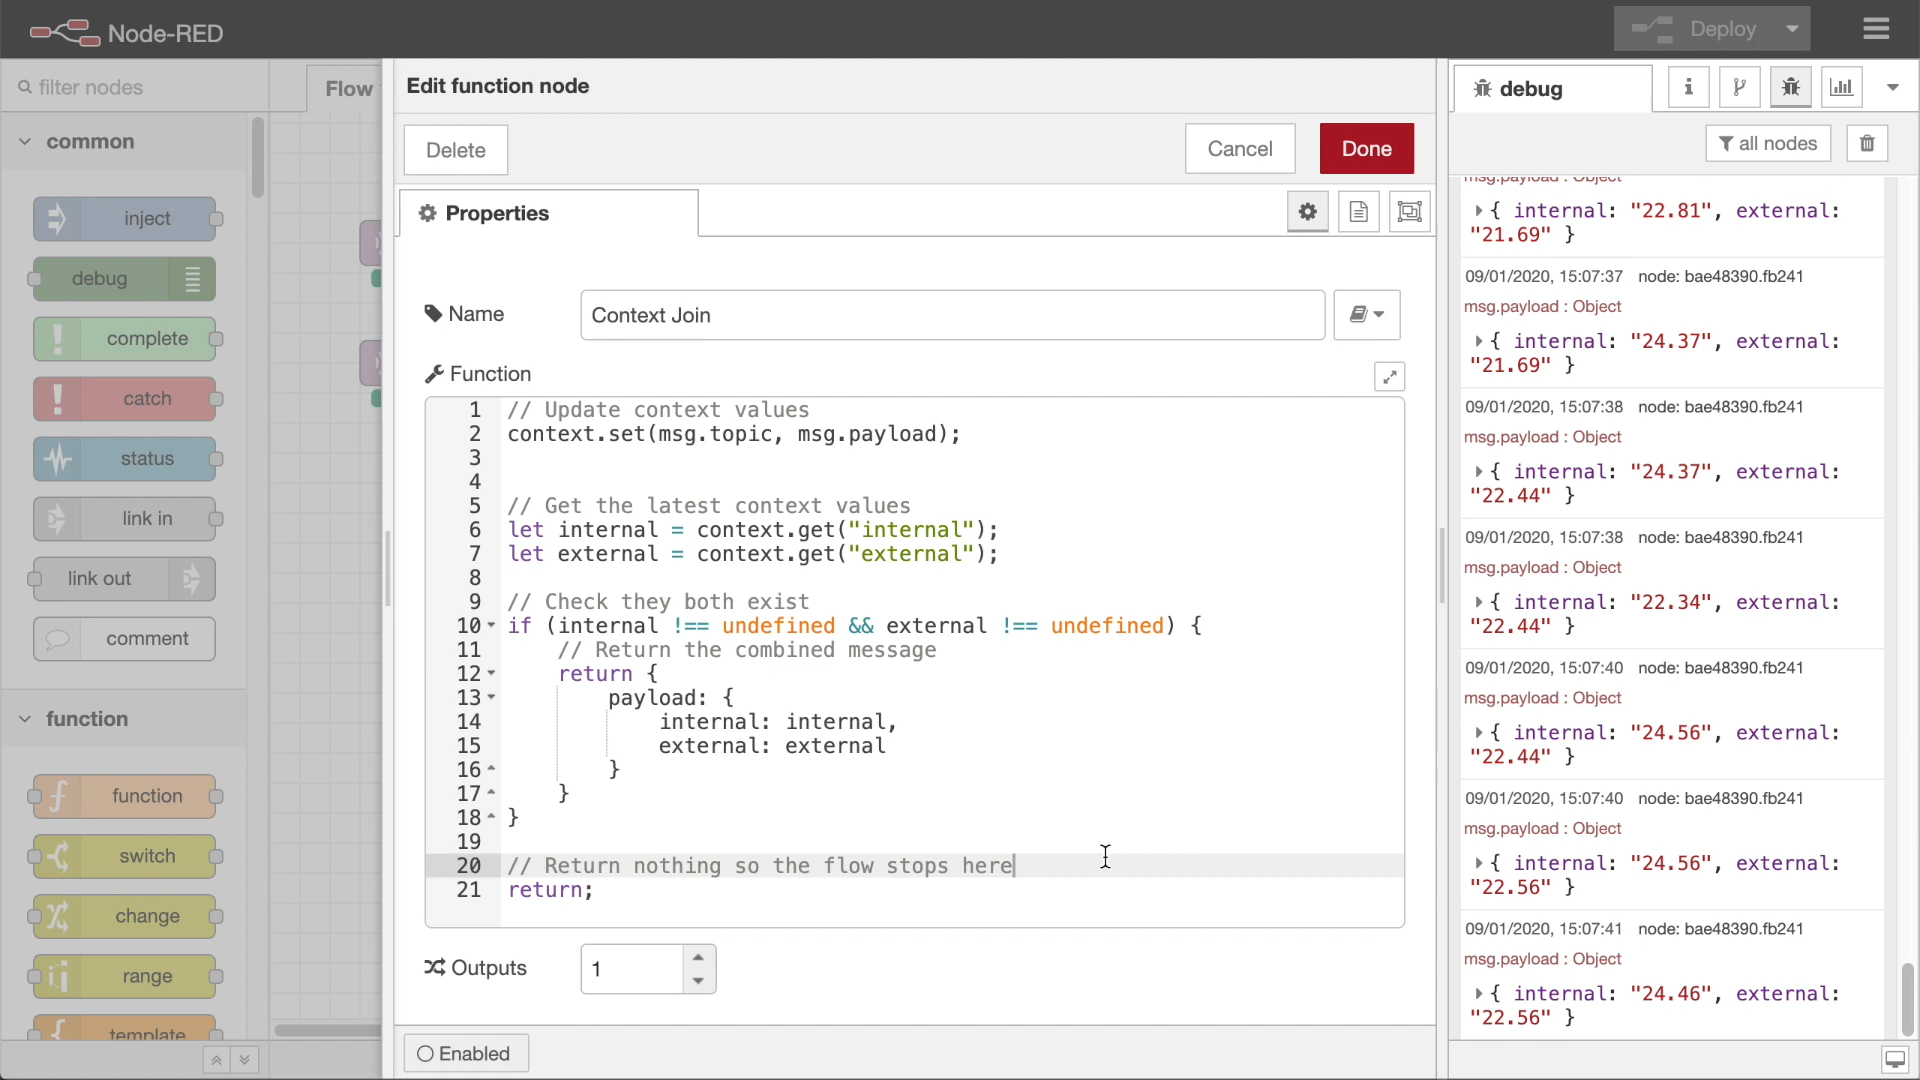 Node-RED
Deploy
filter nodes
common
inject
debug
complete
catch
status
link in
link out
comment
function
function
switch
change
range
template
Flow
Edit function node
Delete
Cancel
Done
Properties
Name
Context Join
Function
1 // Update context values
2 context.set(msg.topic, msg.payload);
3
4
5 // Get the latest context values
6 let internal = context.get("internal");
7 let external = context.get("external");
8
9 // Check they both exist
10 if (internal !== undefined && external !== undefined) {
11 // Return the combined message
12 return {
13 payload: {
14 internal: internal,
15 external: external
16 }
17 }
18 }
19
20 // Return nothing so the flow stops here
21 return;
Outputs
1
Enabled
debug
all nodes
msg.payload : Object
{ internal: "22.81", external:
"21.69" }
09/01/2020, 15:07:37 node: bae48390.fb241
msg.payload : Object
{ internal: "24.37", external:
"21.69" }
09/01/2020, 15:07:38 node: bae48390.fb241
msg.payload : Object
{ internal: "24.37", external:
"22.44" }
09/01/2020, 15:07:38 node: bae48390.fb241
msg.payload : Object
{ internal: "22.34", external:
"22.44" }
09/01/2020, 15:07:40 node: bae48390.fb241
msg.payload : Object
{ internal: "24.56", external:
"22.44" }
09/01/2020, 15:07:40 node: bae48390.fb241
msg.payload : Object
{ internal: "24.56", external:
"22.56" }
09/01/2020, 15:07:41 node: bae48390.fb241
msg.payload : Object
{ internal: "24.46", external:
"22.56" }